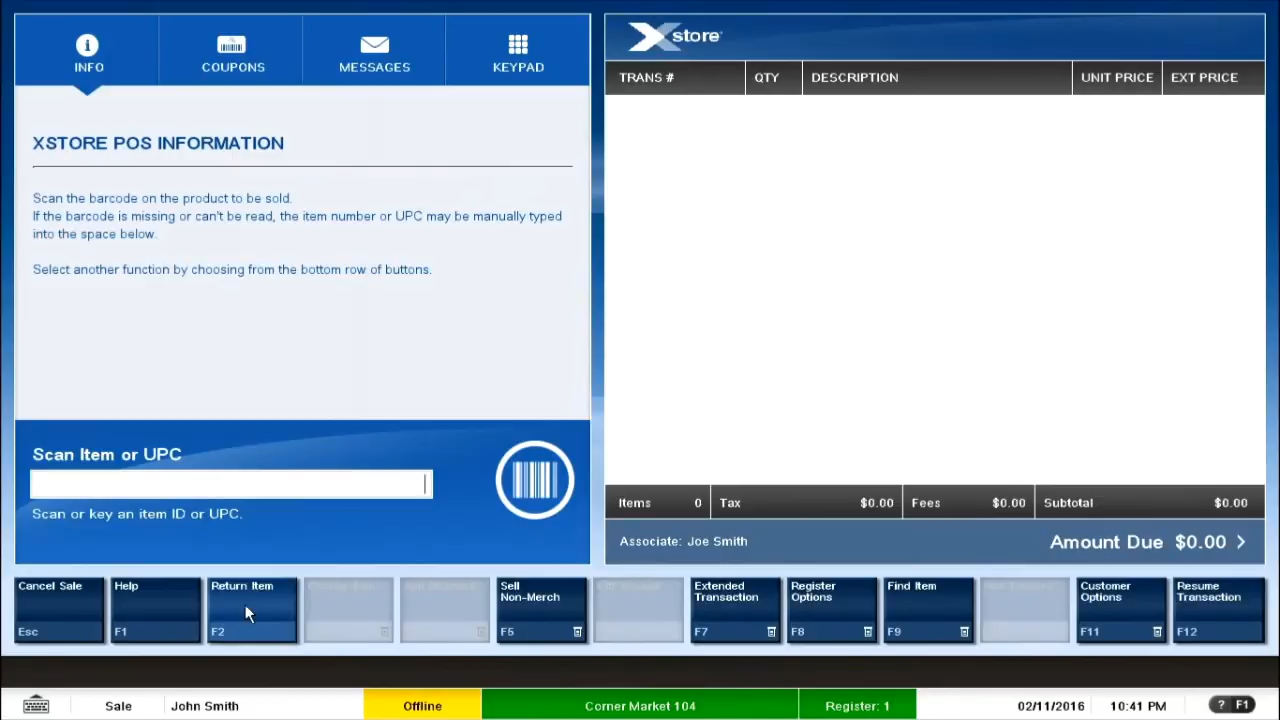 INFO
COUPONS
MESSAGES
KEYPAD
XSTORE POS INFORMATION
Scan the barcode on the product to be sold.
If the barcode is missing or can't be read, the item number or UPC may be manually typed
into the space below.
Select another function by choosing from the bottom row of buttons.
Scan Item or UPC
Scan or key an item ID or UPC.
Xstore
TRANS # QTY DESCRIPTION UNIT PRICE EXT PRICE
Items 0 Tax $0.00 Fees $0.00 Subtotal $0.00
Associate: Joe Smith Amount Due $0.00 >
Cancel Sale
Esc
Help
F1
Return Item
F2
Sell
Non-Merch
F5
Extended
Transaction
F7
Register
Options
F8
Find Item
F9
Customer
Options
F11
Resume
Transaction
F12
Sale John Smith Offline Corner Market 104 Register: 1 02/11/2016 10:41 PM ? F1